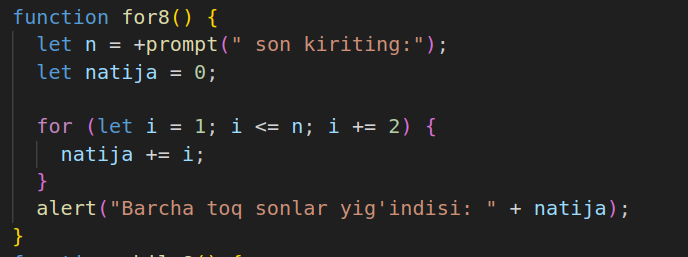 function for8() {
let n = +prompt(" son kiriting:");
let natija = 0;
for (let i = 1; i <= n; i += 2) {
natija += i;
}
alert("Barcha toq sonlar yig'indisi: " + natija);
}